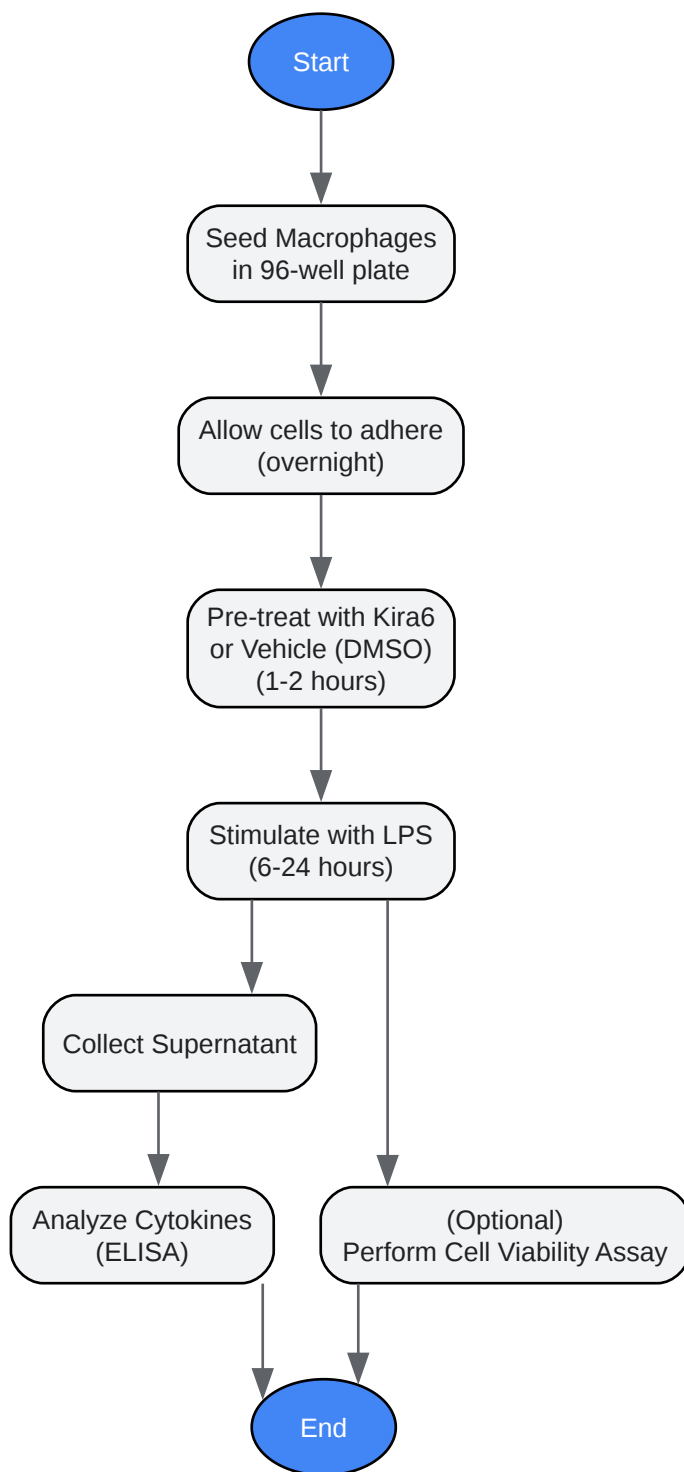 Start
Seed Macrophages
in 96-well plate
Allow cells to adhere
(overnight)
Pre-treat with Kira6
or Vehicle (DMSO)
(1-2 hours)
Stimulate with LPS
(6-24 hours)
Collect Supernatant
Analyze Cytokines
(ELISA)
(Optional)
Perform Cell Viability Assay
End